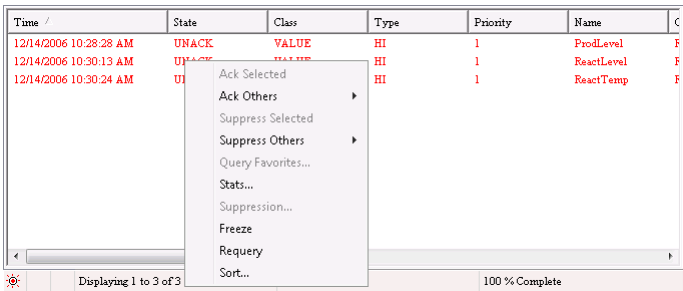 Time / State Class Type Priority Name
12/14/2006 10:28:28 AM UNACK VALUE HI 1 ProdLevel
12/14/2006 10:30:13 AM UNACK VALUE HI 1 ReactLevel
12/14/2006 10:30:24 AM HI 1 ReactTemp
Ack Selected
Ack Others
Suppress Selected
Suppress Others
Query Favorites...
Stats...
Suppression...
Freeze
Requery
Sort...
Displaying 1 to 3 of 3 100 % Complete